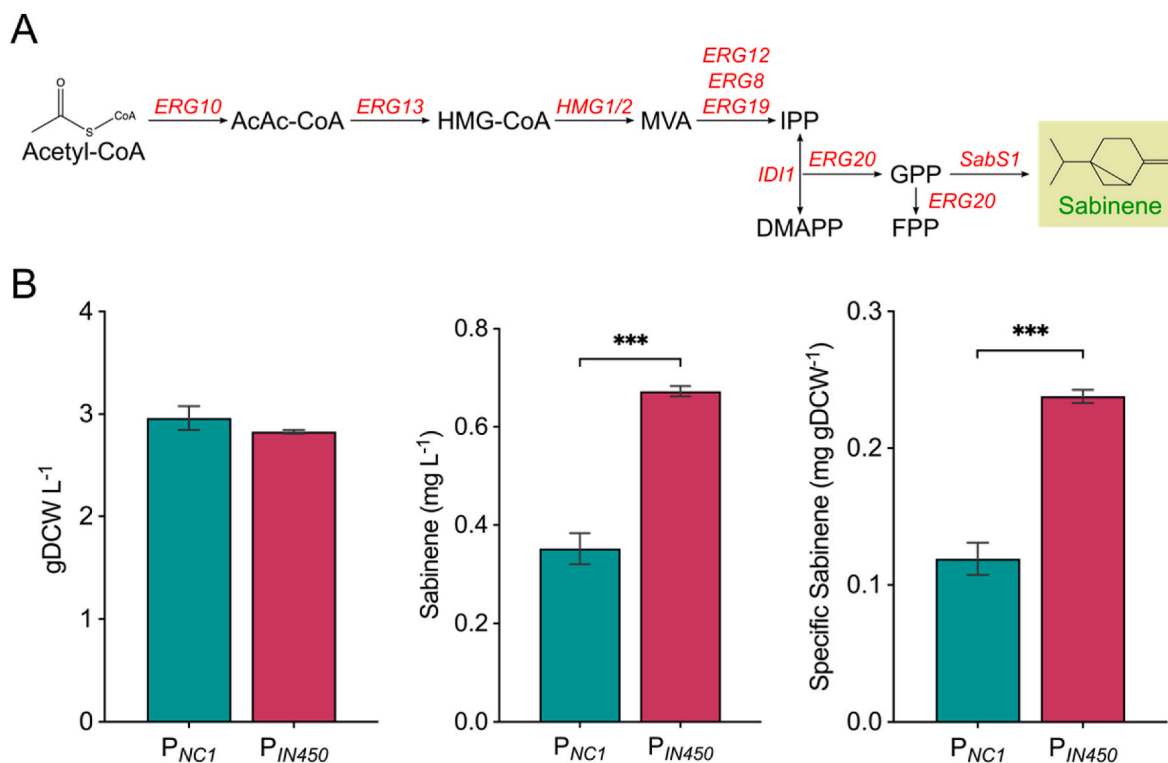 A
ERG12
ERG8
ERG10 ERG13 HMG1/2 ERG19
O
CoA
S
Acetyl-CoA AcAc-CoA HMG-CoA MVA IPP
IDI1 ERG20 GPP SabS1
ERG20
DMAPP FPP Sabinene
B
gDCW L-1
4
3
2
1
0
PNC1 PIN450
Sabinene (mg L-1)
0.8
0.6
0.4
0.2
0.0
***
PNC1 PIN450
Specific Sabinene (mg gDCW-1)
0.3
0.2
0.1
0.0
***
PNC1 PIN450